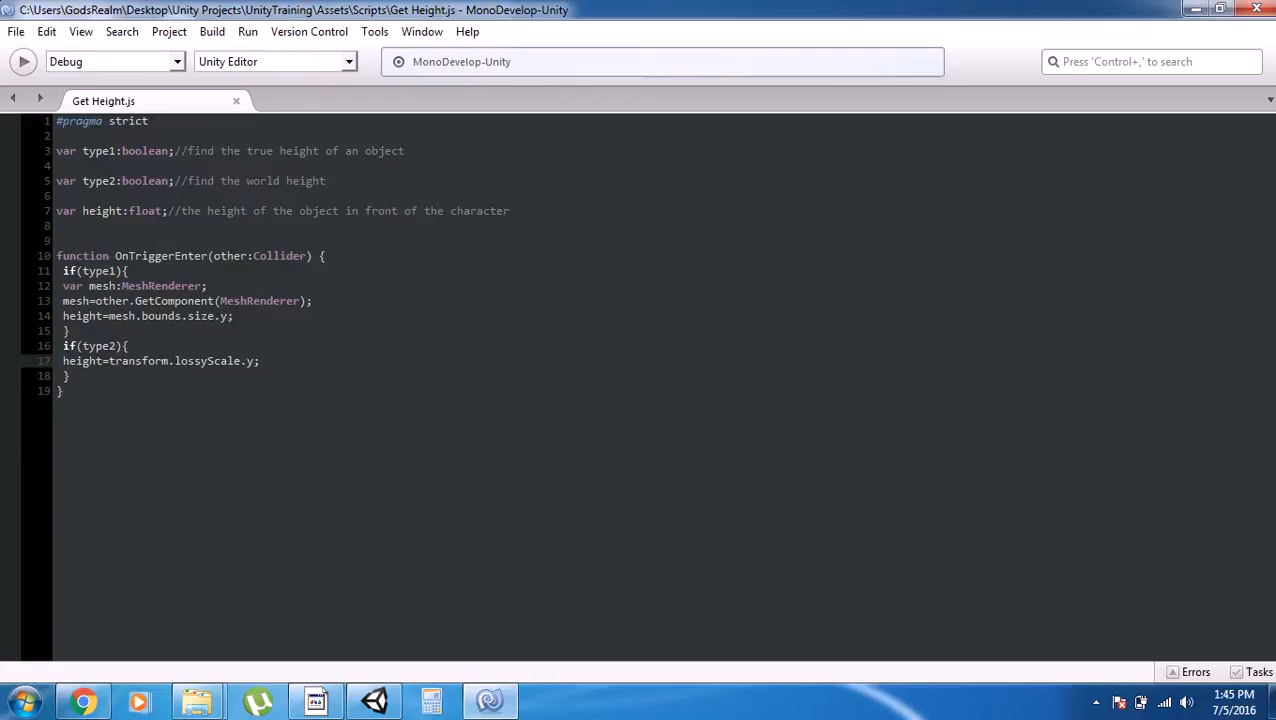 C:\Users\GodsRealm\Desktop\Unity Projects\UnityTraining\Assets\Scripts\Get Height.js - MonoDevelop-Unity
File Edit View Search Project Build Run Version Control Tools Window Help
Debug Unity Editor MonoDevelop-Unity Press 'Control+,' to search
Get Height.js
1 #pragma strict
2
3 var type1:boolean;//find the true height of an object
4
5 var type2:boolean;//find the world height
6
7 var height:float;//the height of the object in front of the character
8
9
10 function OnTriggerEnter(other:Collider) {
11 if(type1){
12 var mesh:MeshRenderer;
13 mesh=other.GetComponent(MeshRenderer);
14 height=mesh.bounds.size.y;
15 }
16 if(type2){
17 height=transform.lossyScale.y;
18 }
19 }
Errors Tasks
1:45 PM
7/5/2016